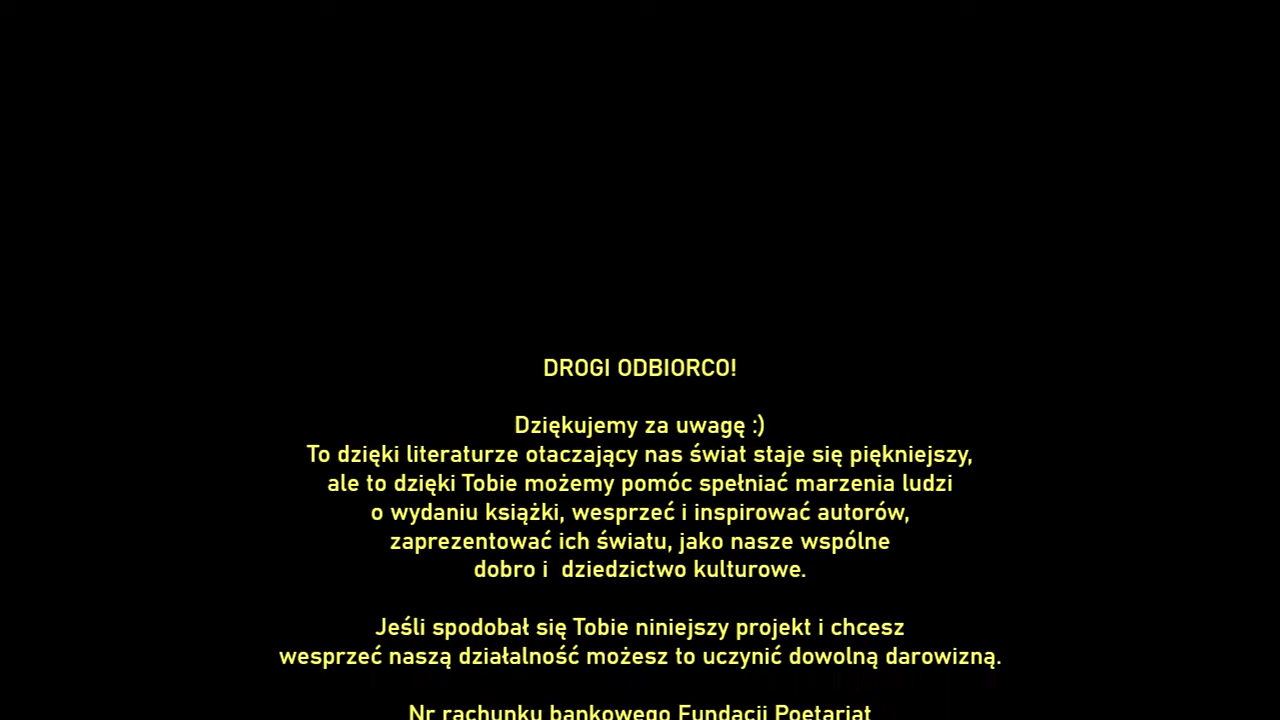 DROGI ODBIORCO!
Dziękujemy za uwagę :)
To dzięki literaturze otaczający nas świat staje się piękniejszy,
ale to dzięki Tobie możemy pomóc spełniać marzenia ludzi
o wydaniu książki, wesprzeć i inspirować autorów,
zaprezentować ich światu, jako nasze wspólne
dobro i  dziedzictwo kulturowe.
Jeśli spodobał się Tobie niniejszy projekt i chcesz
wesprzeć naszą działalność możesz to uczynić dowolną darowizną.
Nr rachunku bankowego Fundacji Poetariat